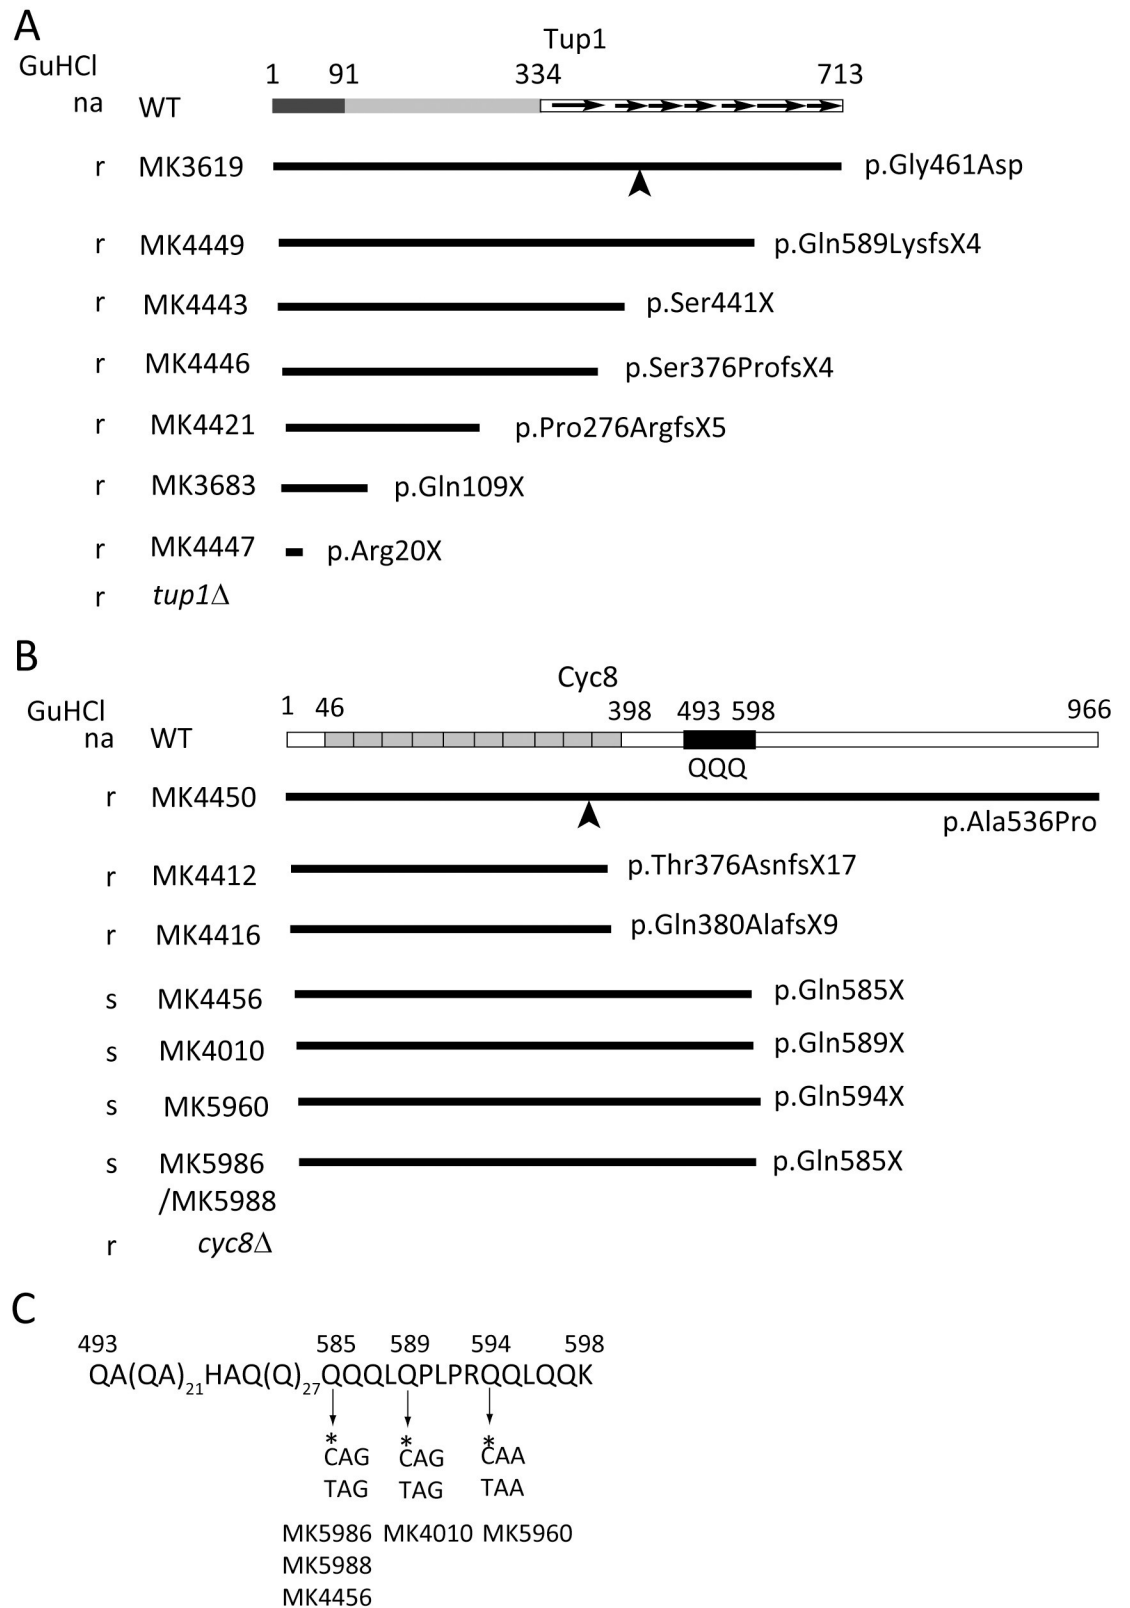 A
Tup1
GuHCl
1 91 334 713
na WT
r MK3619 p.Gly461Asp
r MK4449 p.Gln589LysfsX4
r MK4443 p.Ser441X
r MK4446 p.Ser376ProfsX4
r MK4421 p.Pro276ArgfsX5
r MK3683 p.Gln109X
r MK4447 p.Arg20X
r tup1Δ
B
Cyc8
GuHCl
1 46 398 493 598 966
na WT
QQQ
r MK4450
p.Ala536Pro
r MK4412 p.Thr376AsnfsX17
r MK4416 p.Gln380AlafsX9
s MK4456 p.Gln585X
s MK4010 p.Gln589X
s MK5960 p.Gln594X
s MK5986 p.Gln585X
/MK5988
r cyc8Δ
C
493 585 589 594 598
QA(QA)21HAQ(Q)27QQQLQPLPRQQLQQK
* * *
CAG CAG CAA
TAG TAG TAA
MK5986 MK4010 MK5960
MK5988
MK4456